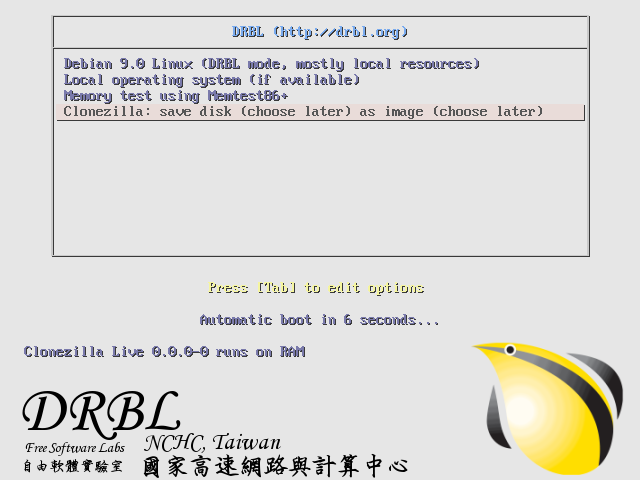 DRBL (http://drbl.org)
Debian 9.0 Linux (DRBL mode, mostly local resources)
Local operating system (if available)
Memory test using Memtest86+
Clonezilla: save disk (choose later) as image (choose later)
Press [Tab] to edit options
Automatic boot in 6 seconds...
Clonezilla Live 0.0.0-0 runs on RAM
DRBL
Free Software Labs
NCHC, Taiwan
自由軟體實驗室
國家高速網路與計算中心